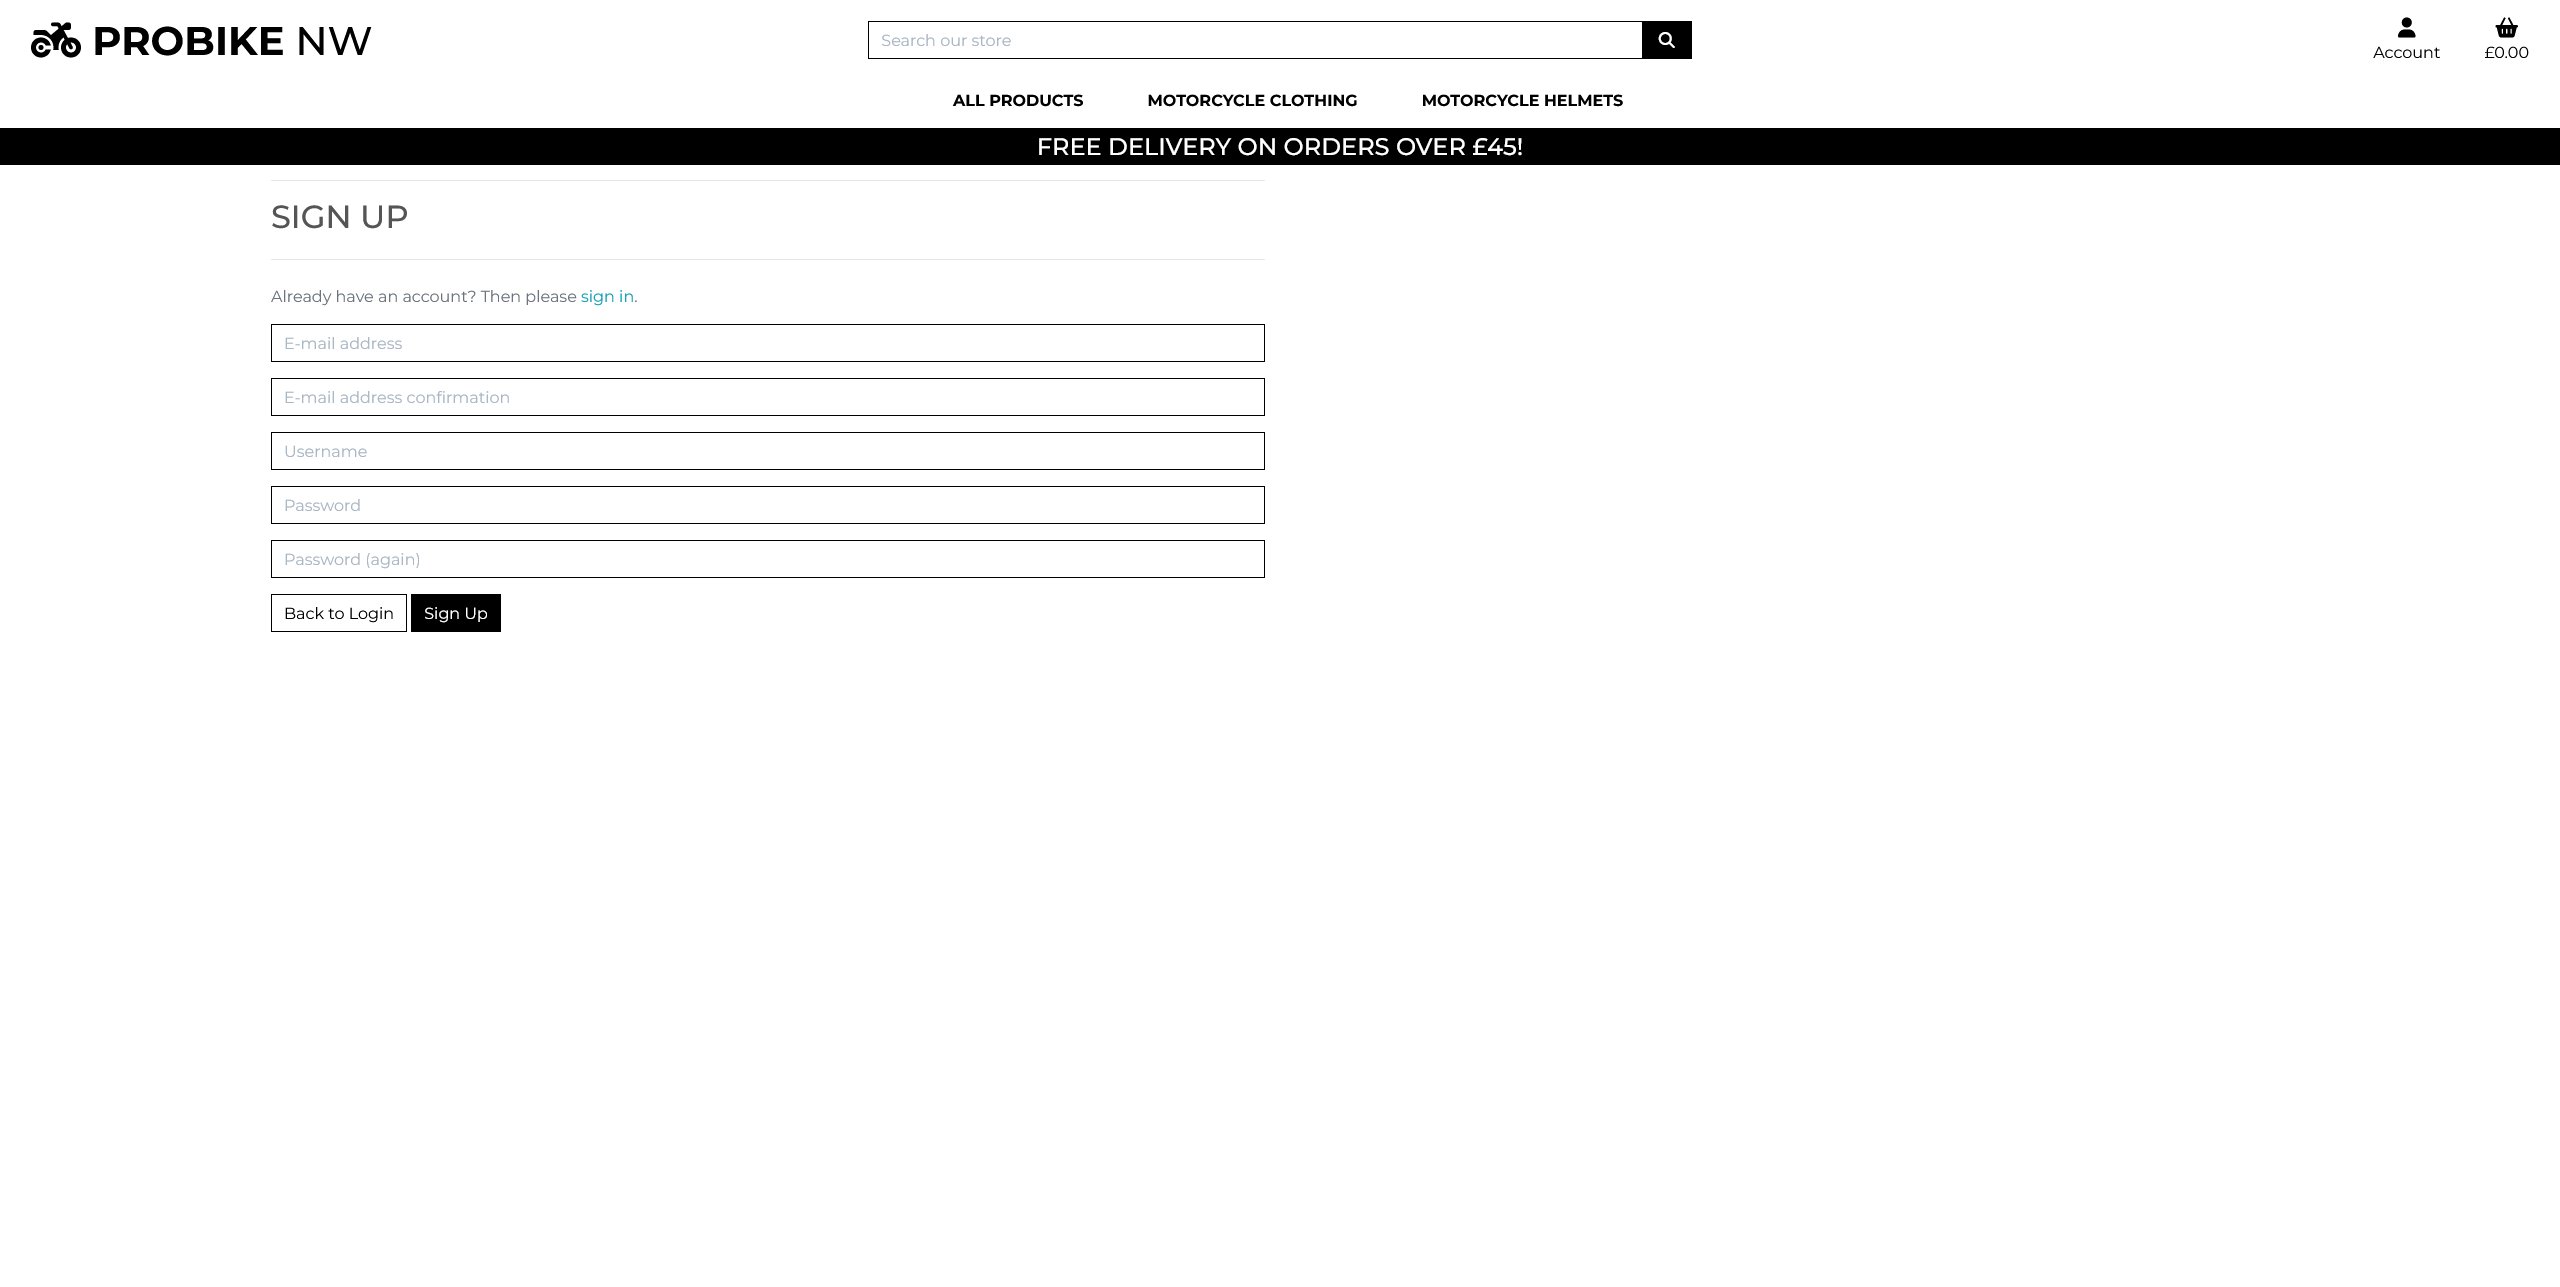 PROBIKE NW
Search our store
Account
£0.00
ALL PRODUCTS
MOTORCYCLE CLOTHING
MOTORCYCLE HELMETS
FREE DELIVERY ON ORDERS OVER £45!
SIGN UP
Already have an account? Then please sign in.
E-mail address
E-mail address confirmation
Username
Password
Password (again)
Back to Login
Sign Up